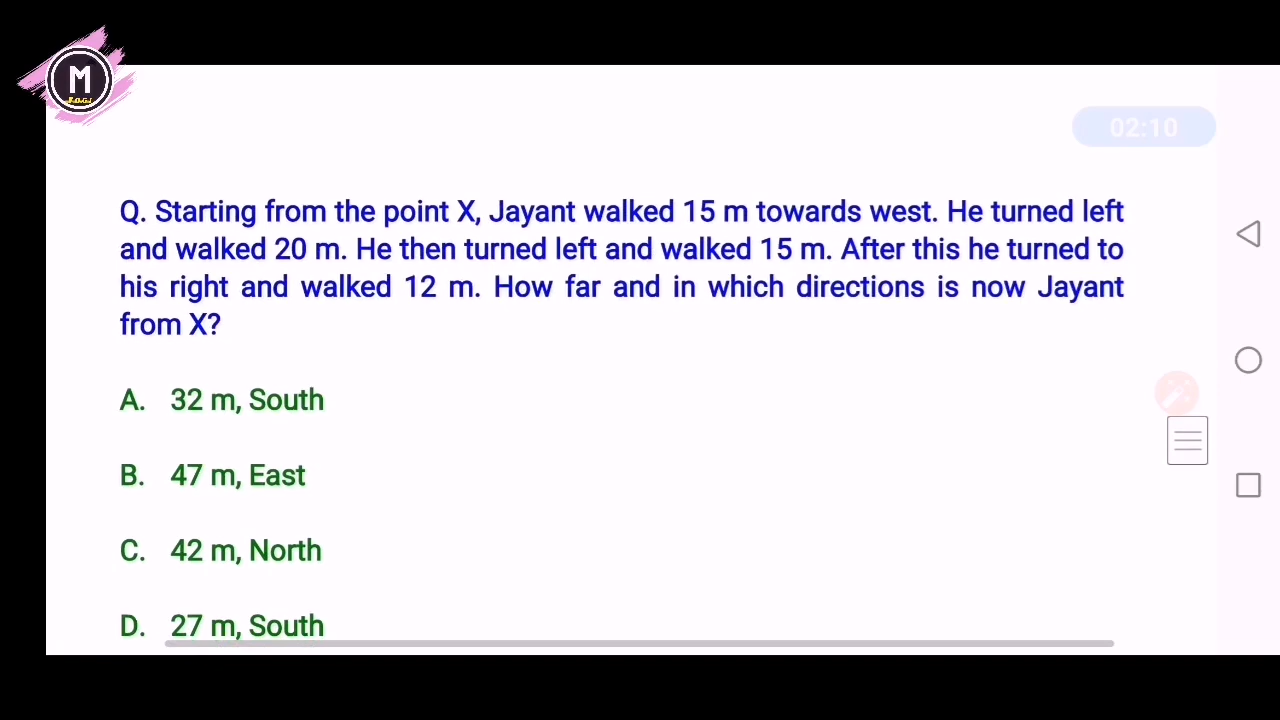 M
02:10
Q. Starting from the point X, Jayant walked 15 m towards west. He turned left
and walked 20 m. He then turned left and walked 15 m. After this he turned to
his right and walked 12 m. How far and in which directions is now Jayant
from X?
A. 32 m, South
B. 47 m, East
C. 42 m, North
D. 27 m, South